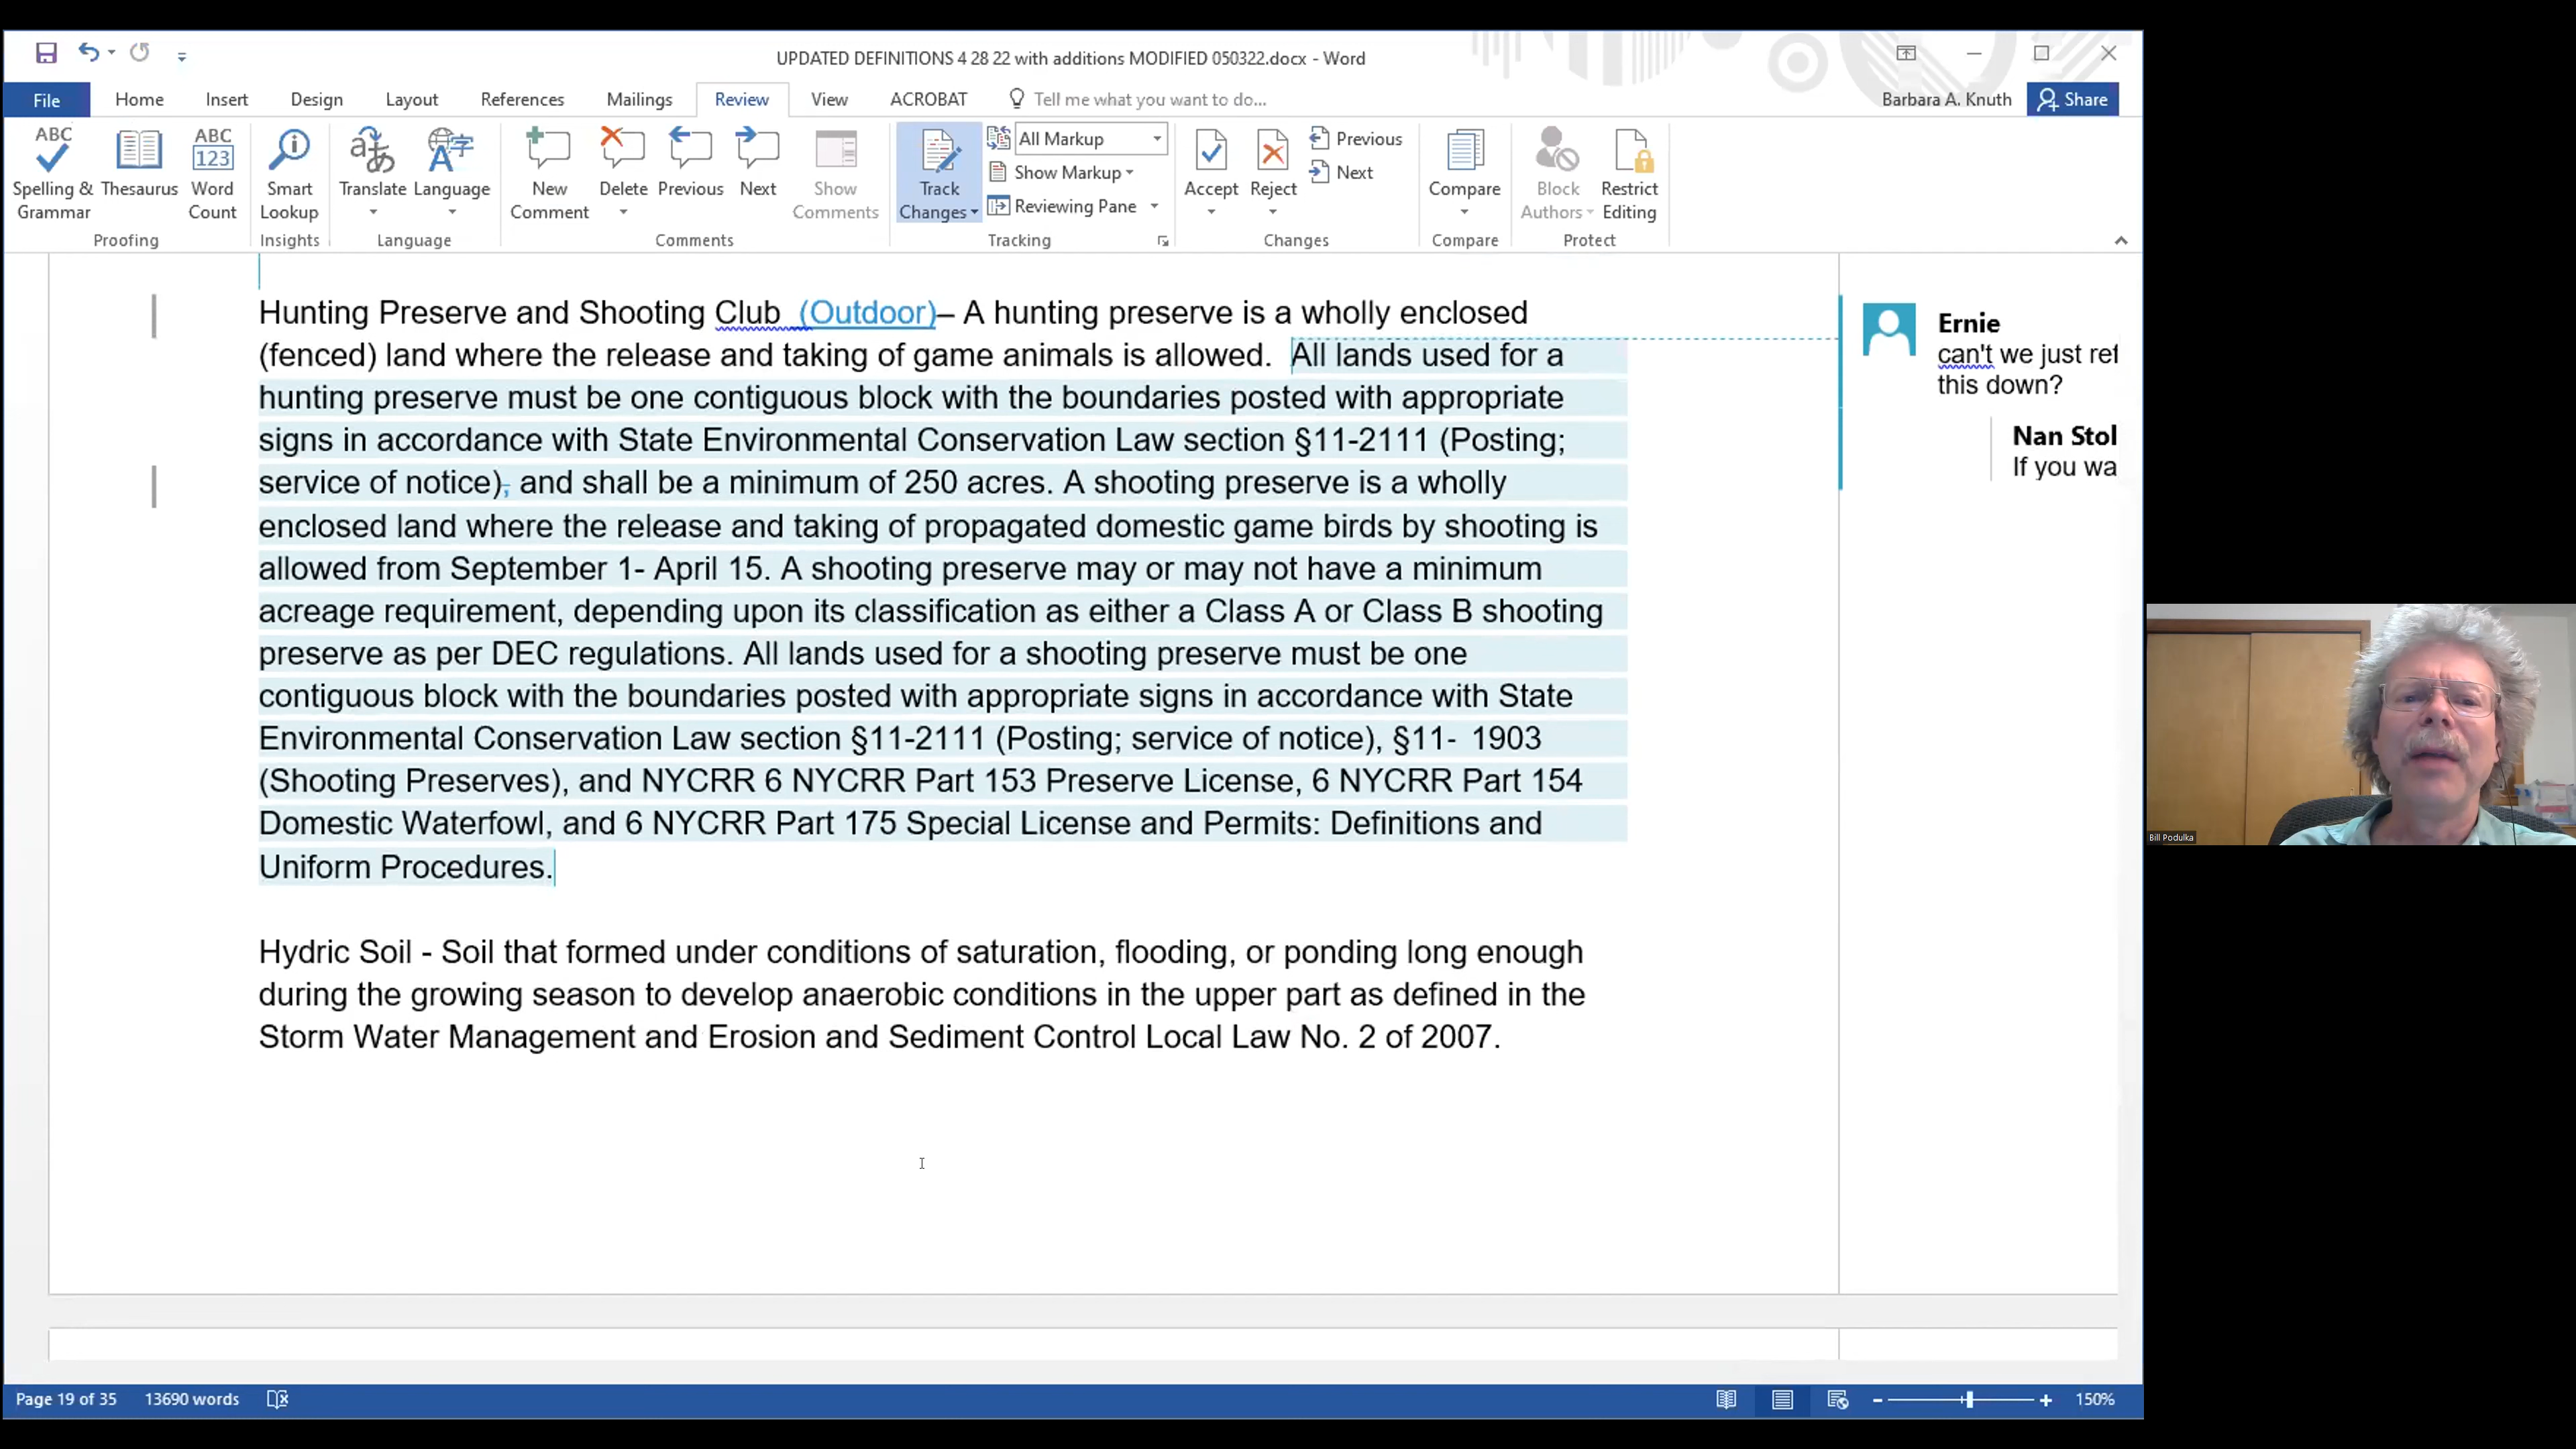 UPDATED DEFINITIONS 4 28 22 with additions MODIFIED 050322.docx - Word
File Home Insert Design Layout References Mailings Review View ACROBAT Tell me what you want to do... Barbara A. Knuth Share
ABC Spelling & Grammar
Thesaurus
ABC 123 Word Count
Smart Lookup
Translate
Language
New Comment
Delete
Previous
Next
Show Comments
Track Changes
All Markup
Show Markup
Reviewing Pane
Accept
Reject
Previous
Next
Compare
Block Authors
Restrict Editing
Proofing Insights Language Comments Tracking Changes Compare Protect
Hunting Preserve and Shooting Club (Outdoor)– A hunting preserve is a wholly enclosed
(fenced) land where the release and taking of game animals is allowed. All lands used for a
hunting preserve must be one contiguous block with the boundaries posted with appropriate
signs in accordance with State Environmental Conservation Law section §11-2111 (Posting;
service of notice), and shall be a minimum of 250 acres. A shooting preserve is a wholly
enclosed land where the release and taking of propagated domestic game birds by shooting is
allowed from September 1- April 15. A shooting preserve may or may not have a minimum
acreage requirement, depending upon its classification as either a Class A or Class B shooting
preserve as per DEC regulations. All lands used for a shooting preserve must be one
contiguous block with the boundaries posted with appropriate signs in accordance with State
Environmental Conservation Law section §11-2111 (Posting; service of notice), §11- 1903
(Shooting Preserves), and NYCRR 6 NYCRR Part 153 Preserve License, 6 NYCRR Part 154
Domestic Waterfowl, and 6 NYCRR Part 175 Special License and Permits: Definitions and
Uniform Procedures.
Hydric Soil - Soil that formed under conditions of saturation, flooding, or ponding long enough
during the growing season to develop anaerobic conditions in the upper part as defined in the
Storm Water Management and Erosion and Sediment Control Local Law No. 2 of 2007.
Ernie
can't we just ref
this down?
Nan Stol
If you wa
Bill Podulka
Page 19 of 35 13690 words 150%